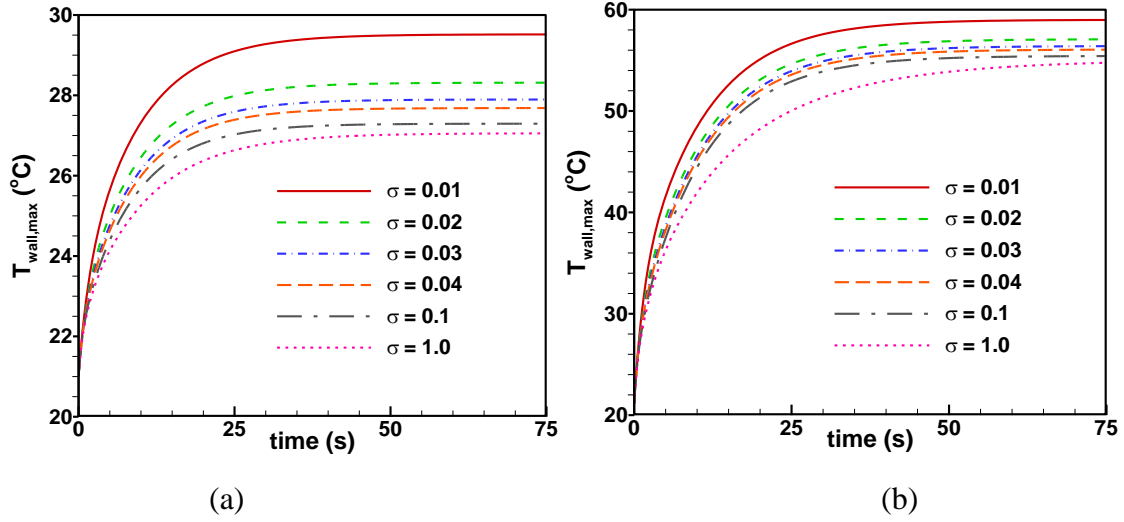 30
28
26
24
22
20
T wall,max (oC)
σ = 0.01
σ = 0.02
σ = 0.03
σ = 0.04
σ = 0.1
σ = 1.0
0 25 50 75
time (s)
(a)
60
50
40
30
20
T wall,max (oC)
σ = 0.01
σ = 0.02
σ = 0.03
σ = 0.04
σ = 0.1
σ = 1.0
0 25 50 75
time (s)
(b)